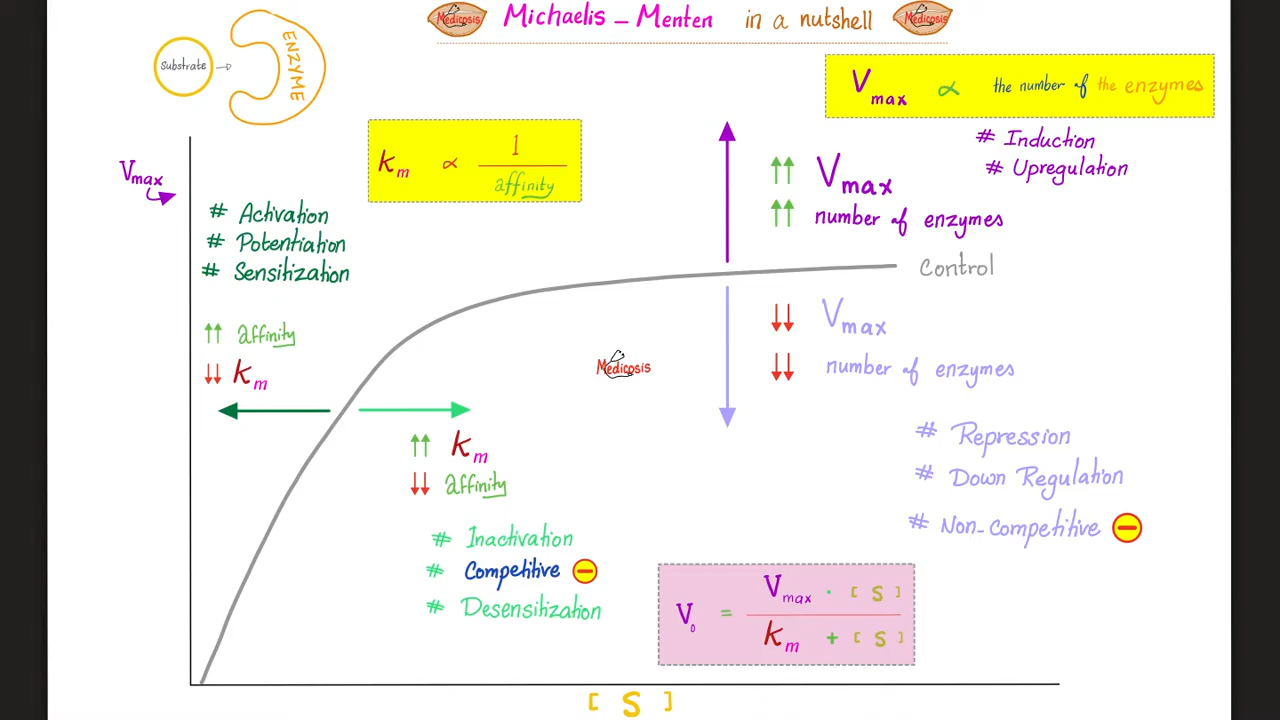 Medicosis Michaelis – Menten in a nutshell Medicosis
Substrate
ENZYME
Vmax ∝ the number of the enzymes
# Induction
# Upregulation
Km ∝ 1 / affinity
Vmax
# Activation
# Potentiation
# Sensitization
↑↑ Vmax
↑↑ number of enzymes
Control
↑↑ affinity
↓↓ Km
↓↓ Vmax
↓↓ number of enzymes
Medicosis
↑↑ Km
↓↓ affinity
# Repression
# Down Regulation
# Non-Competitive −
# Inactivation
# Competitive −
# Desensitization
V0 = Vmax · [S] / Km + [S]
[S]